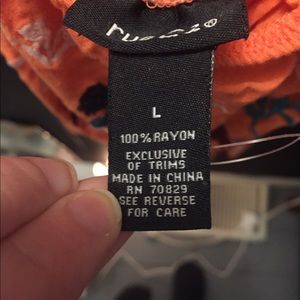 L
100% RAYON
EXCLUSIVE
OF TRIMS
MADE IN CHINA
RN 70829
SEE REVERSE
FOR CARE